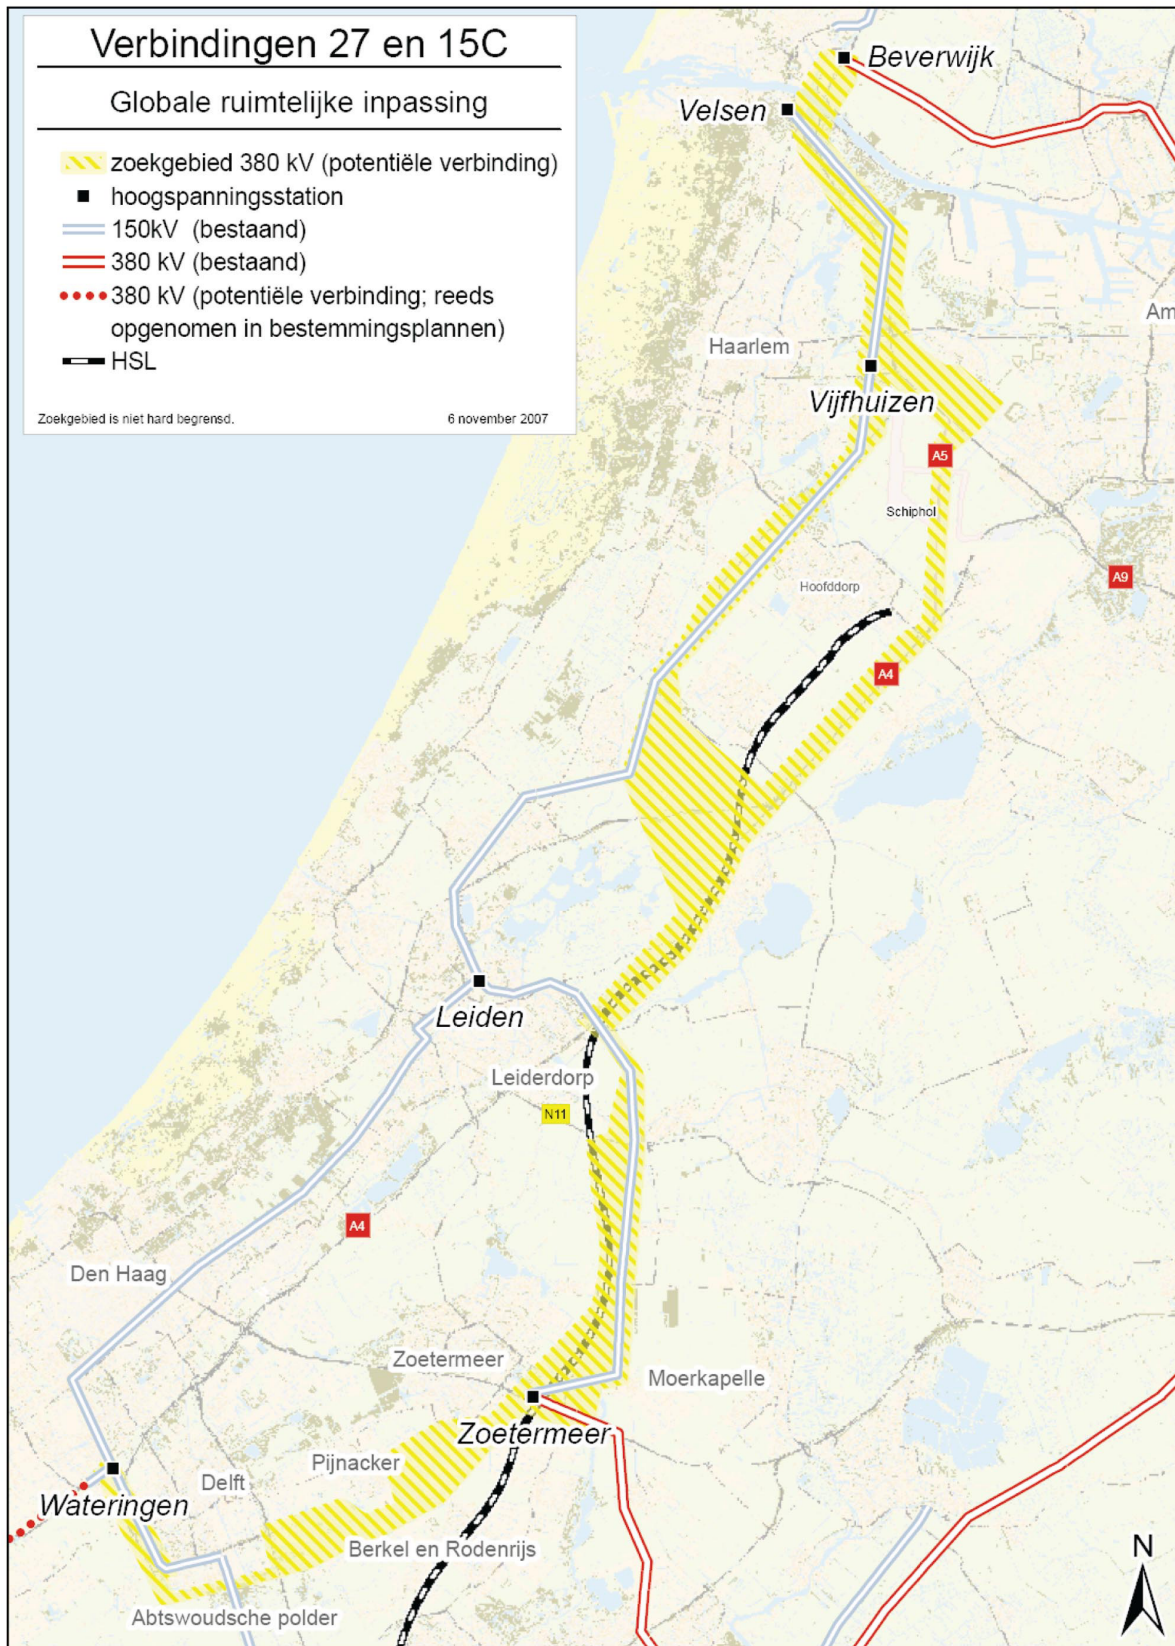 Verbindingen 27 en 15C
Globale ruimtelijke inpassing
zoekgebied 380 kV (potentiële verbinding)
hoogspanningsstation
150kV (bestaand)
380 kV (bestaand)
380 kV (potentiële verbinding; reeds
opgenomen in bestemmingsplannen)
HSL
Zoekgebied is niet hard begrensd.
6 november 2007
Beverwijk
Velsen
Am
Haarlem
Vijfhuizen
A5
Schiphol
A9
Hoofddorp
A4
Leiden
Leiderdorp
N11
A4
Den Haag
Zoetermeer
Moerkapelle
Zoetermeer
Pijnacker
Delft
Wateringen
Berkel en Rodenrijs
Abtswoudsche polder
N